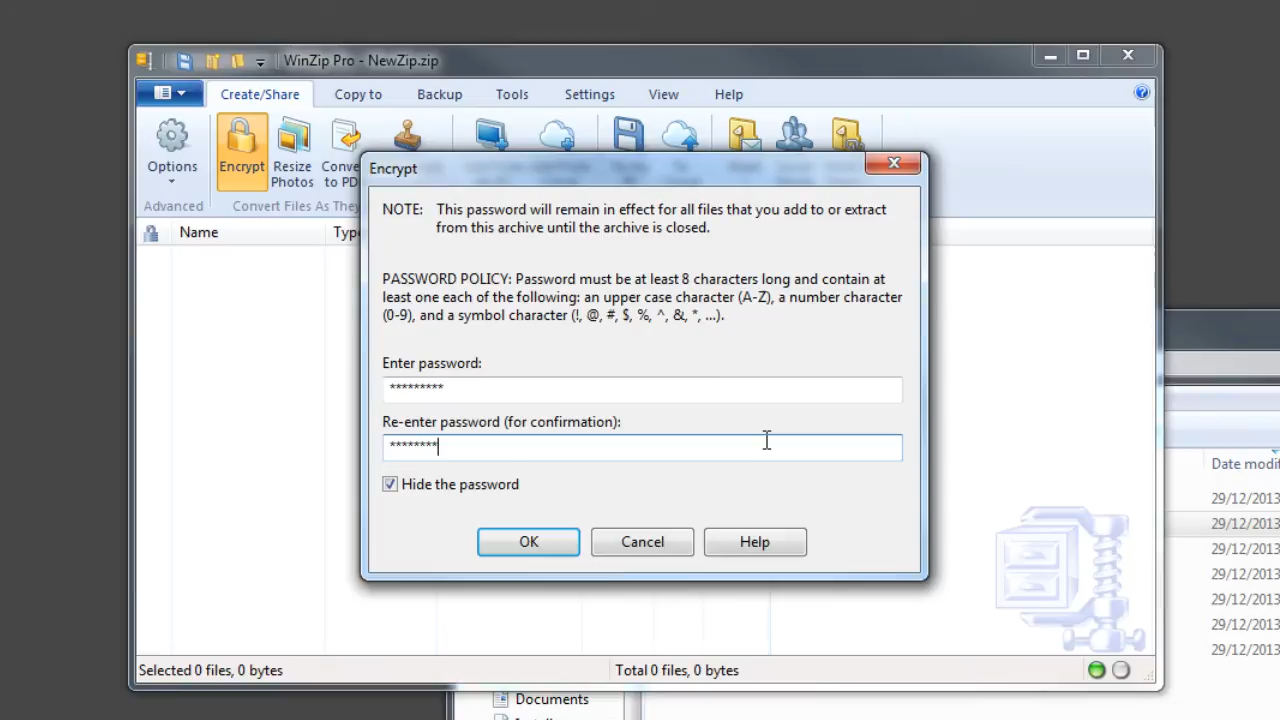 WinZip Pro - NewZip.zip
Create/Share Copy to Backup Tools Settings View Help
Options Encrypt Resize Photos Conve to PD
Advanced Convert Files As They
Name Type
Encrypt
NOTE: This password will remain in effect for all files that you add to or extract
from this archive until the archive is closed.
PASSWORD POLICY: Password must be at least 8 characters long and contain at
least one each of the following: an upper case character (A-Z), a number character
(0-9), and a symbol character (!, @, #, $, %, ^, &, *, ...).
Enter password:
*********
Re-enter password (for confirmation):
********
Hide the password
OK Cancel Help
Date modif
29/12/2013
29/12/2013
29/12/2013
29/12/2013
29/12/2013
29/12/2013
29/12/2013
Selected 0 files, 0 bytes Total 0 files, 0 bytes
Documents